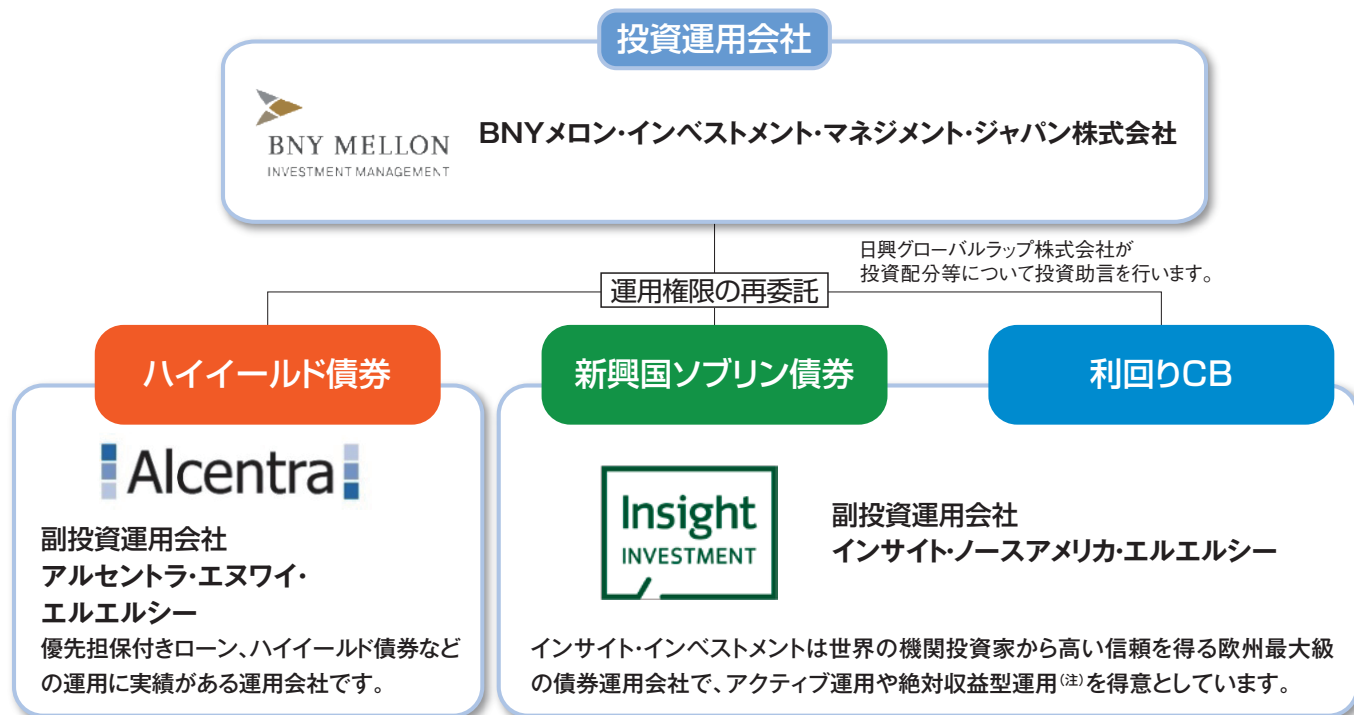 投資運用会社
BNY MELLON
INVESTMENT MANAGEMENT
BNYメロン・インベストメント・マネジメント・ジャパン株式会社
日興グローバルラップ株式会社が
投資配分等について投資助言を行います。
運用権限の再委託
ハイイールド債券
新興国ソブリン債券
利回りCB
Alcentra
副投資運用会社
アルセントラ・エヌワイ・
エルエルシー
優先担保付きローン、ハイイールド債券など
の運用に実績がある運用会社です。
Insight
INVESTMENT
副投資運用会社
インサイト・ノースアメリカ・エルエルシー
インサイト・インベストメントは世界の機関投資家から高い信頼を得る欧州最大級
の債券運用会社で、アクティブ運用や絶対収益型運用(注)を得意としています。